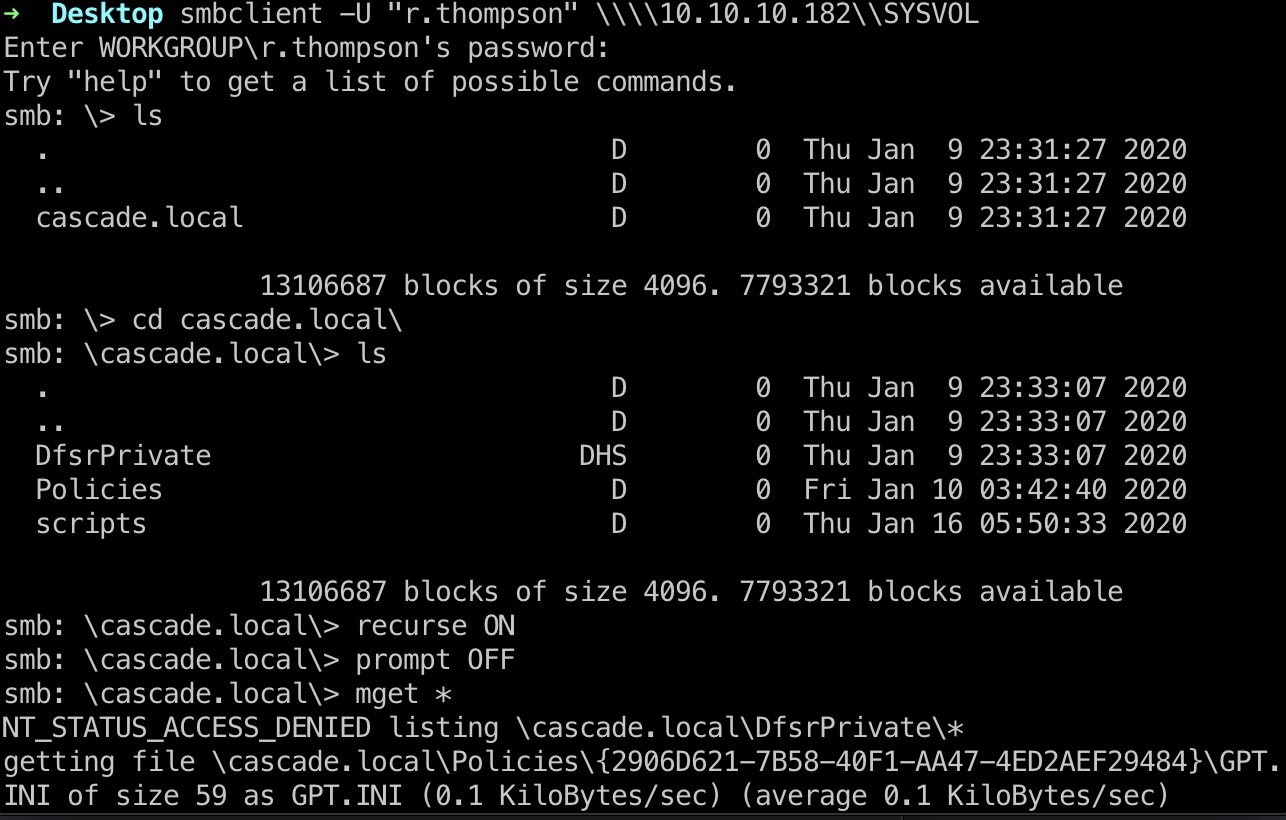 → Desktop smbclient -U "r.thompson" \\\\10.10.10.182\\SYSVOL
Enter WORKGROUP\r.thompson's password:
Try "help" to get a list of possible commands.
smb: \> ls
  .                                   D        0  Thu Jan  9 23:31:27 2020
  ..                                  D        0  Thu Jan  9 23:31:27 2020
  cascade.local                       D        0  Thu Jan  9 23:31:27 2020
                13106687 blocks of size 4096. 7793321 blocks available
smb: \> cd cascade.local\
smb: \cascade.local\> ls
  .                                   D        0  Thu Jan  9 23:33:07 2020
  ..                                  D        0  Thu Jan  9 23:33:07 2020
  DfsrPrivate                       DHS        0  Thu Jan  9 23:33:07 2020
  Policies                            D        0  Fri Jan 10 03:42:40 2020
  scripts                             D        0  Thu Jan 16 05:50:33 2020
                13106687 blocks of size 4096. 7793321 blocks available
smb: \cascade.local\> recurse ON
smb: \cascade.local\> prompt OFF
smb: \cascade.local\> mget *
NT_STATUS_ACCESS_DENIED listing \cascade.local\DfsrPrivate\*
getting file \cascade.local\Policies\{2906D621-7B58-40F1-AA47-4ED2AEF29484}\GPT.
INI of size 59 as GPT.INI (0.1 KiloBytes/sec) (average 0.1 KiloBytes/sec)